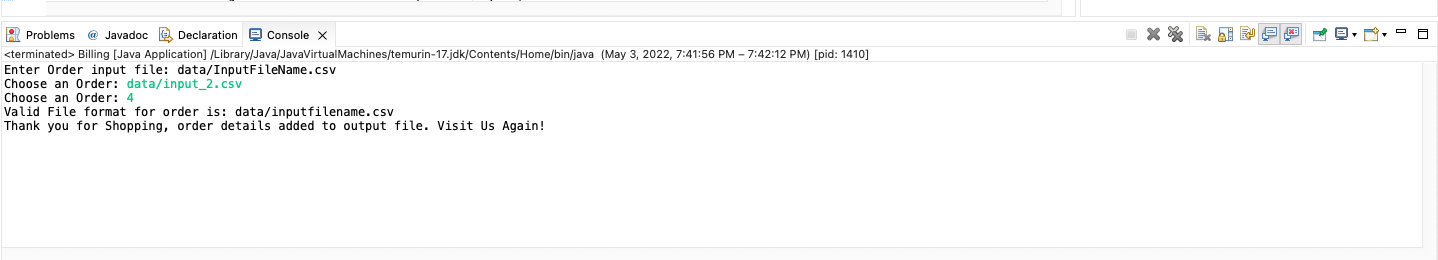 Problems @ Javadoc Declaration Console
<terminated> Billing [Java Application] /Library/Java/JavaVirtualMachines/temurin-17.jdk/Contents/Home/bin/java (May 3, 2022, 7:41:56 PM – 7:42:12 PM) [pid: 1410]
Enter Order input file: data/InputFileName.csv
Choose an Order: data/input_2.csv
Choose an Order: 4
Valid File format for order is: data/inputfilename.csv
Thank you for Shopping, order details added to output file. Visit Us Again!